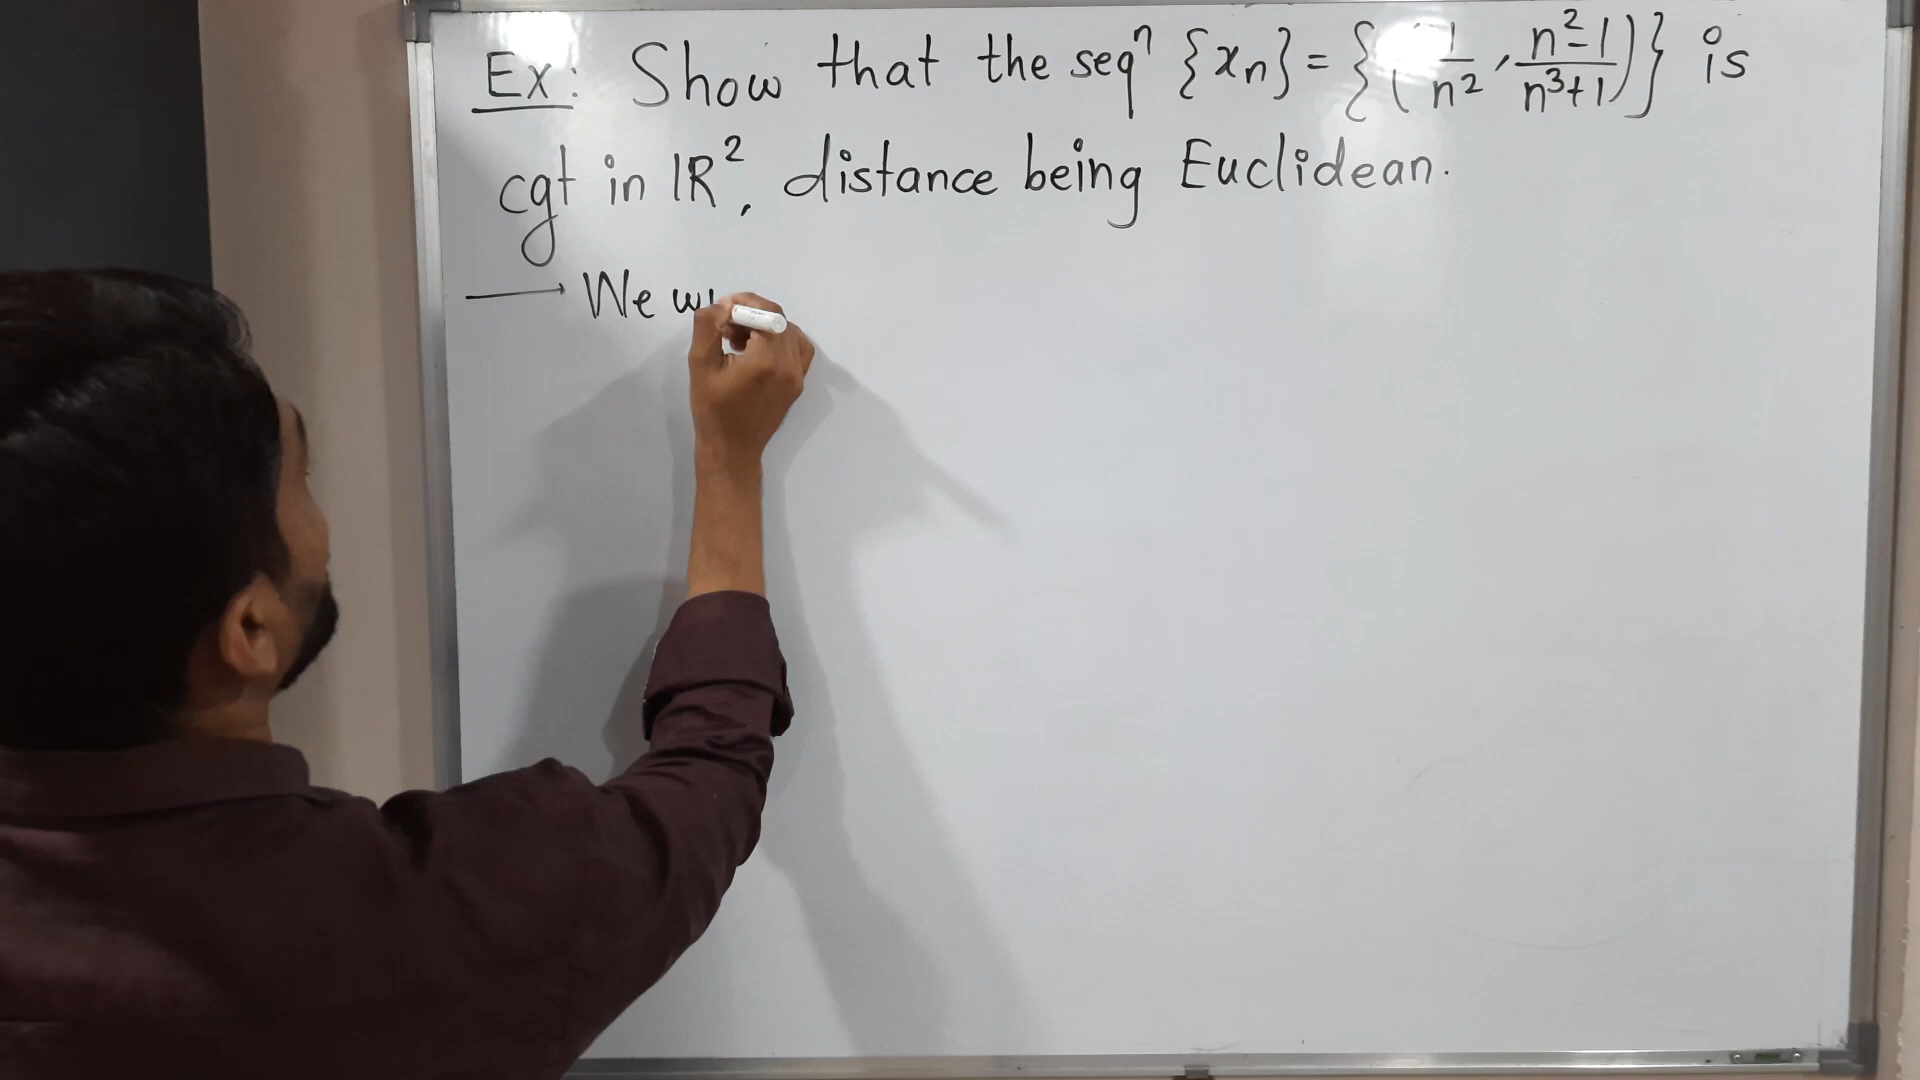 Ex: Show that the seqⁿ {xn} = {(1/n², n²-1/n³+1)} is
cgt in IR², distance being Euclidean.
→ We